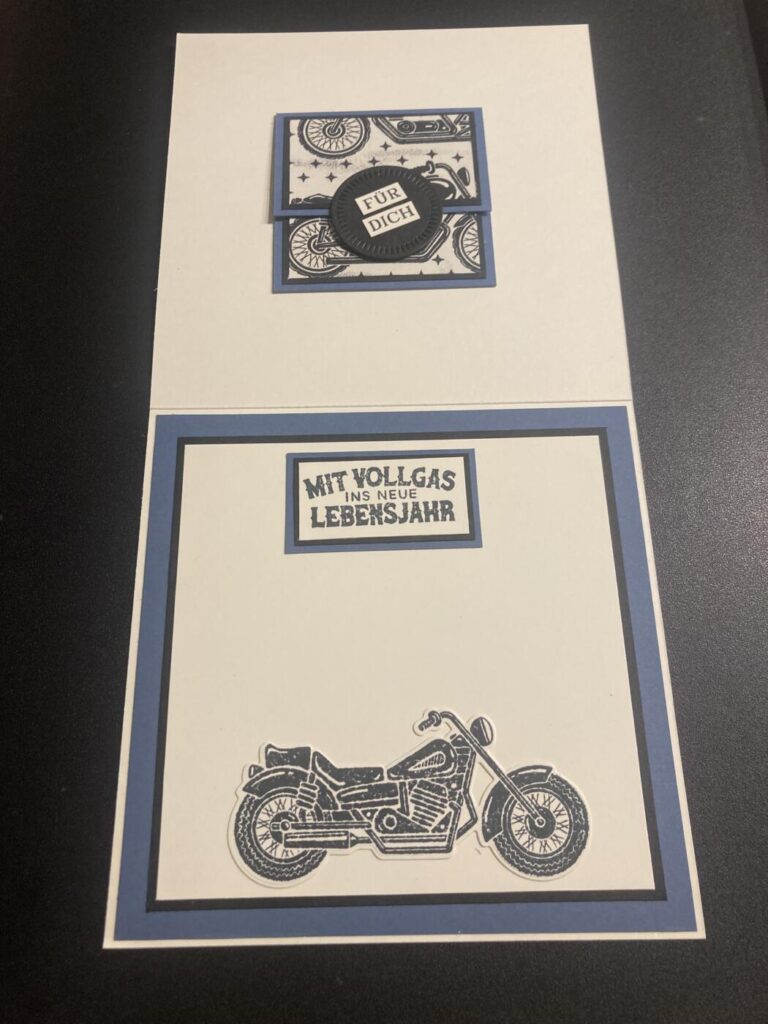 FÜR
DICH
MIT VOLLGAS
INS NEUE
LEBENSJAHR